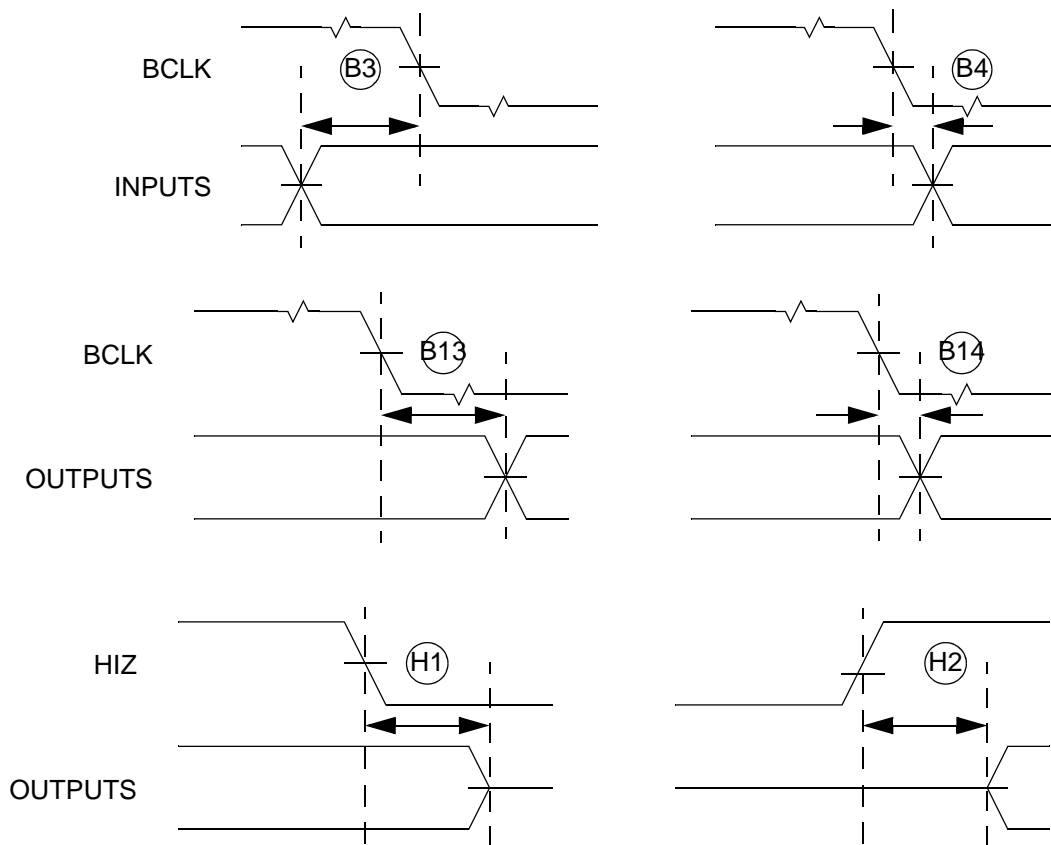 B3
B4
BCLK
INPUTS
B13
B14
BCLK
OUTPUTS
H1
H2
HIZ
OUTPUTS